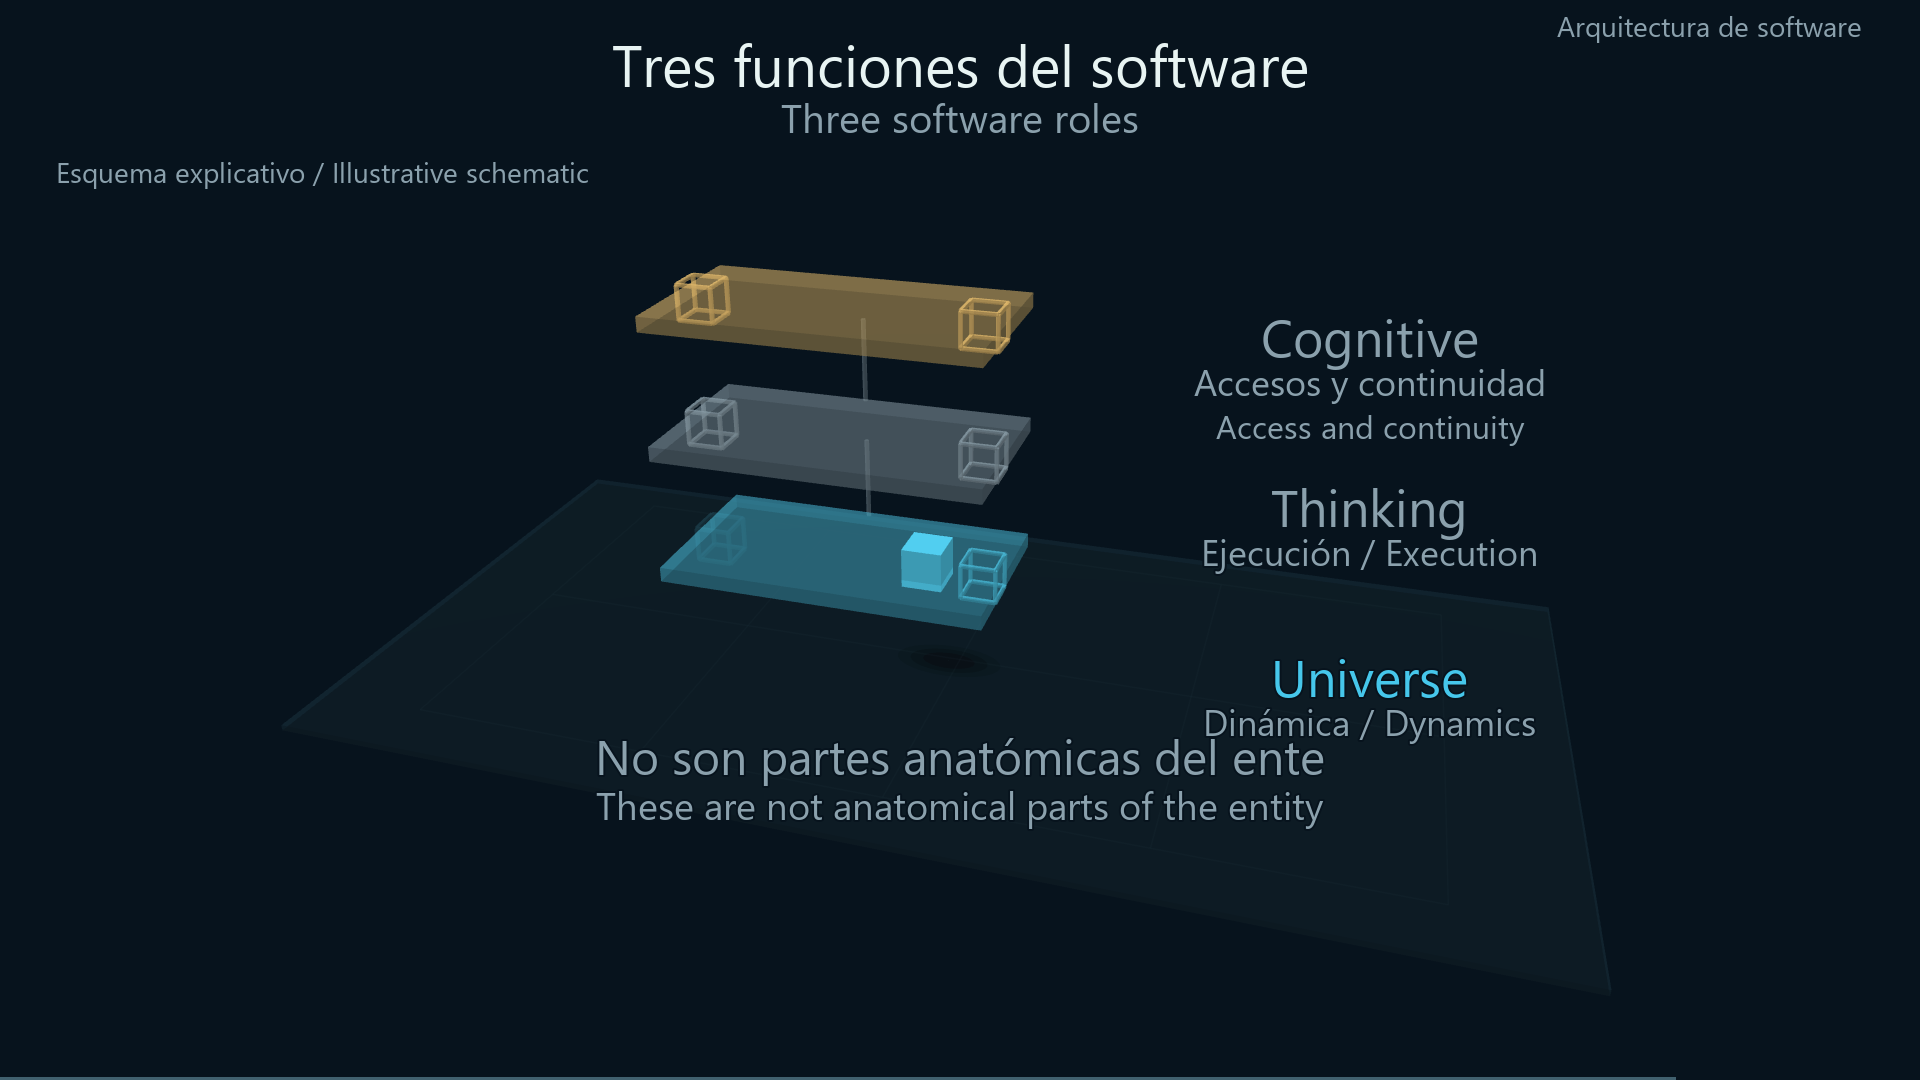 Arquitectura de software
Tres funciones del software
Three software roles
Esquema explicativo / Illustrative schematic
Cognitive
Accesos y continuidad
Access and continuity
Thinking
Ejecución / Execution
Universe
Dinámica / Dynamics
No son partes anatómicas del ente
These are not anatomical parts of the entity